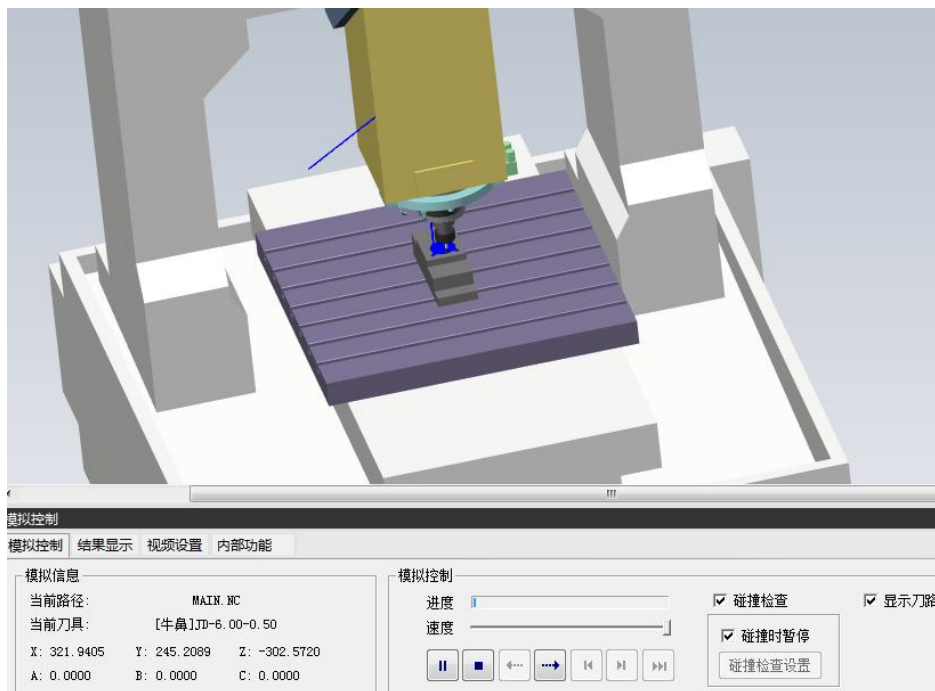 模拟控制
模拟控制 结果显示 视频设置 内部功能
模拟信息
当前路径: MAIN.NC
当前刀具: [牛鼻]JD-6.00-0.50
X: 321.9405 Y: 245.2089 Z: -302.5720
A: 0.0000 B: 0.0000 C: 0.0000
模拟控制
进度
速度
碰撞检查
碰撞时暂停
碰撞检查设置
显示刀路